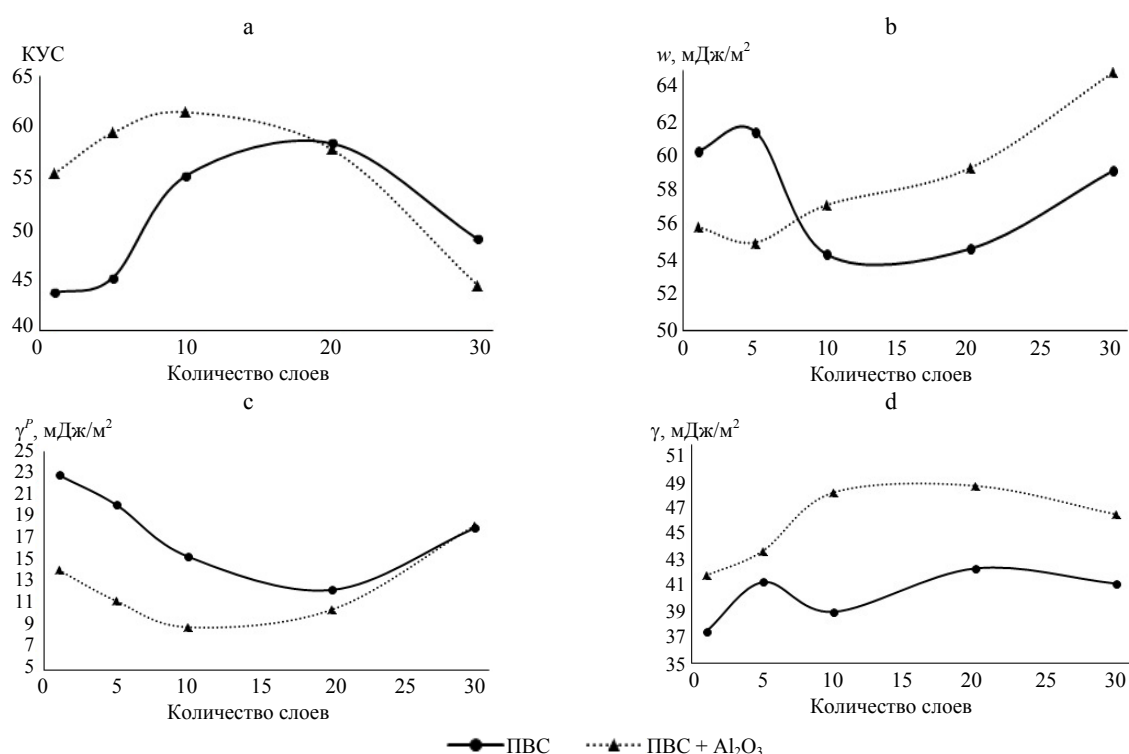 a
КУС
65
60
55
50
45
40
0 10 20 30
Количество слоев
b
w, мДж/м²
64
62
60
58
56
54
52
50
0 5 10 15 20 25 30
Количество слоев
c
γᴾ, мДж/м²
25
23
21
19
17
15
13
11
9
7
5
0 5 10 15 20 25 30
Количество слоев
d
γ, мДж/м²
51
49
47
45
43
41
39
37
35
0 5 10 15 20 25 30
Количество слоев
ПВС ПВС + Al₂O₃